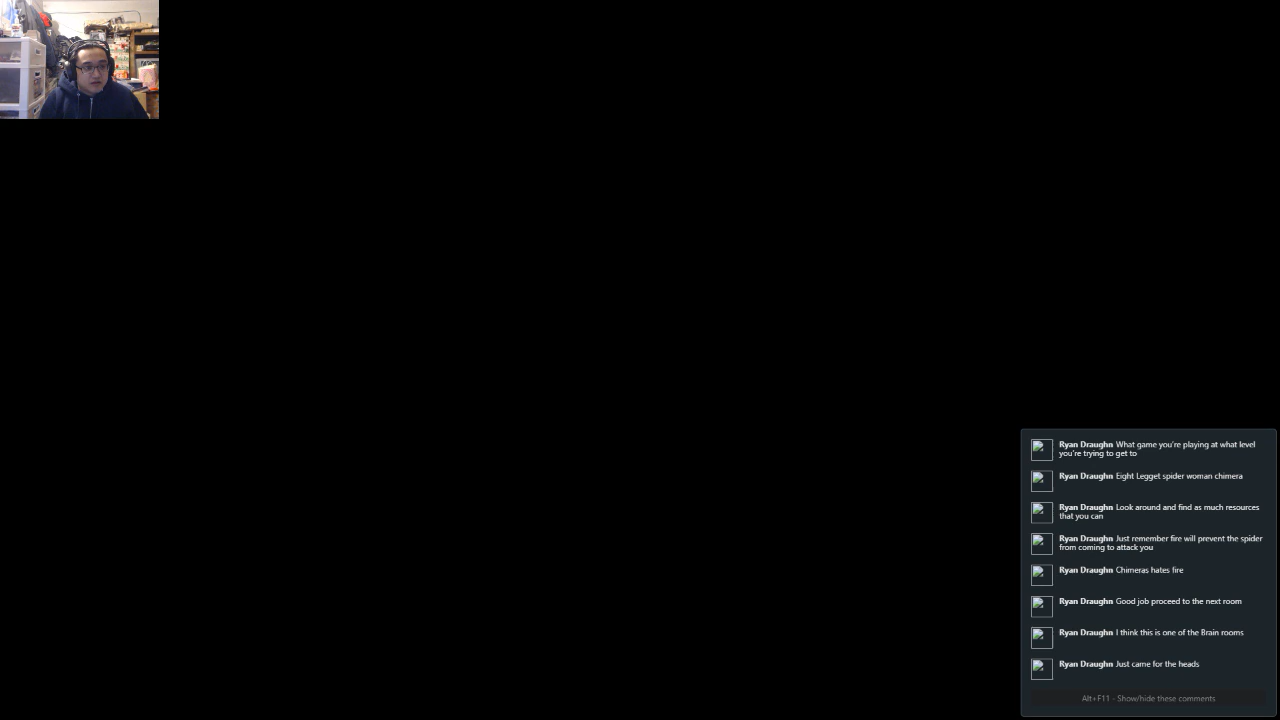 Ryan Draughn What game you're playing at what level
you're trying to get to
Ryan Draughn Eight Legget spider woman chimera
Ryan Draughn Look around and find as much resources
that you can
Ryan Draughn Just remember fire will prevent the spider
from coming to attack you
Ryan Draughn Chimeras hates fire
Ryan Draughn Good job proceed to the next room
Ryan Draughn I think this is one of the Brain rooms
Ryan Draughn Just came for the heads
Alt+F11 - Show/hide these comments